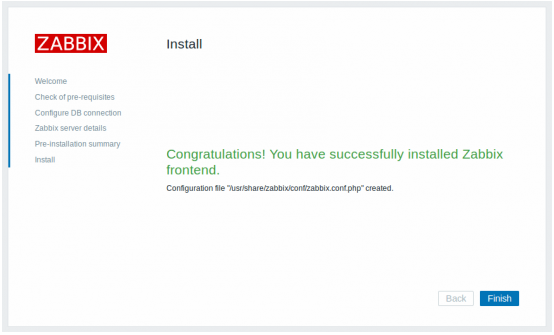 ZABBIX
Install
Welcome
Check of pre-requisites
Configure DB connection
Zabbix server details
Pre-installation summary
Install
Congratulations! You have successfully installed Zabbix
frontend.
Configuration file "/usr/share/zabbix/conf/zabbix.conf.php" created.
Back
Finish